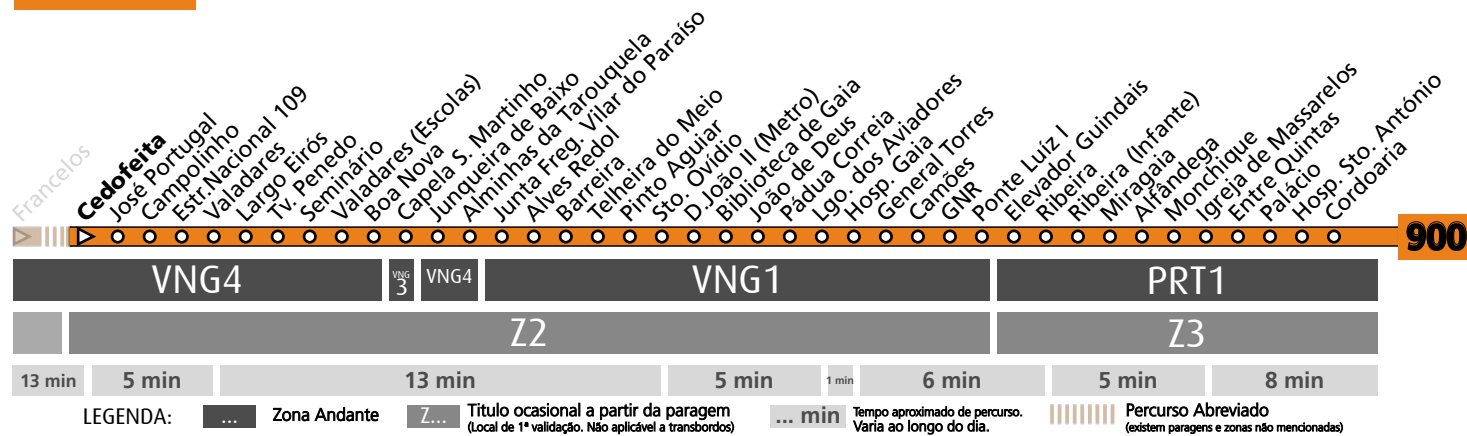 Francelos
Cedofeita
José Portugal
Campolinho
Estr.Nacional 109
Valadares
Largo Eirós
Tv. Penedo
Seminário
Valadares (Escolas)
Boa Nova
Capela S. Martinho
Junqueira de Baixo
Alminhas da Tarouquela
Junta Freg. Vilar do Paraíso
Alves Redol
Barreira
Telheira do Meio
Pinto Aguiar
Sto. Ovídio
D.João II (Metro)
Biblioteca de Gaia
João de Deus
Pádua Correia
Lgo. dos Aviadores
Hosp. Gaia
General Torres
Camões
GNR
Ponte Luíz I
Elevador Guindais
Ribeira
Ribeira (Infante)
Miragaia
Alfândega
Monchique
Igreja de Massarelos
Entre Quintas
Palácio
Hosp. Sto. António
Cordoaria
900
VNG4 VNG 3 VNG4 VNG1 PRT1
Z2 Z3
13 min 5 min 13 min 5 min 1 min 6 min 5 min 8 min
LEGENDA:
... Zona Andante
Z... Titulo ocasional a partir da paragem
(Local de 1ª validação. Não aplicável a transbordos)
... min Tempo aproximado de percurso.
Varia ao longo do dia.
Percurso Abreviado
(existem paragens e zonas não mencionadas)